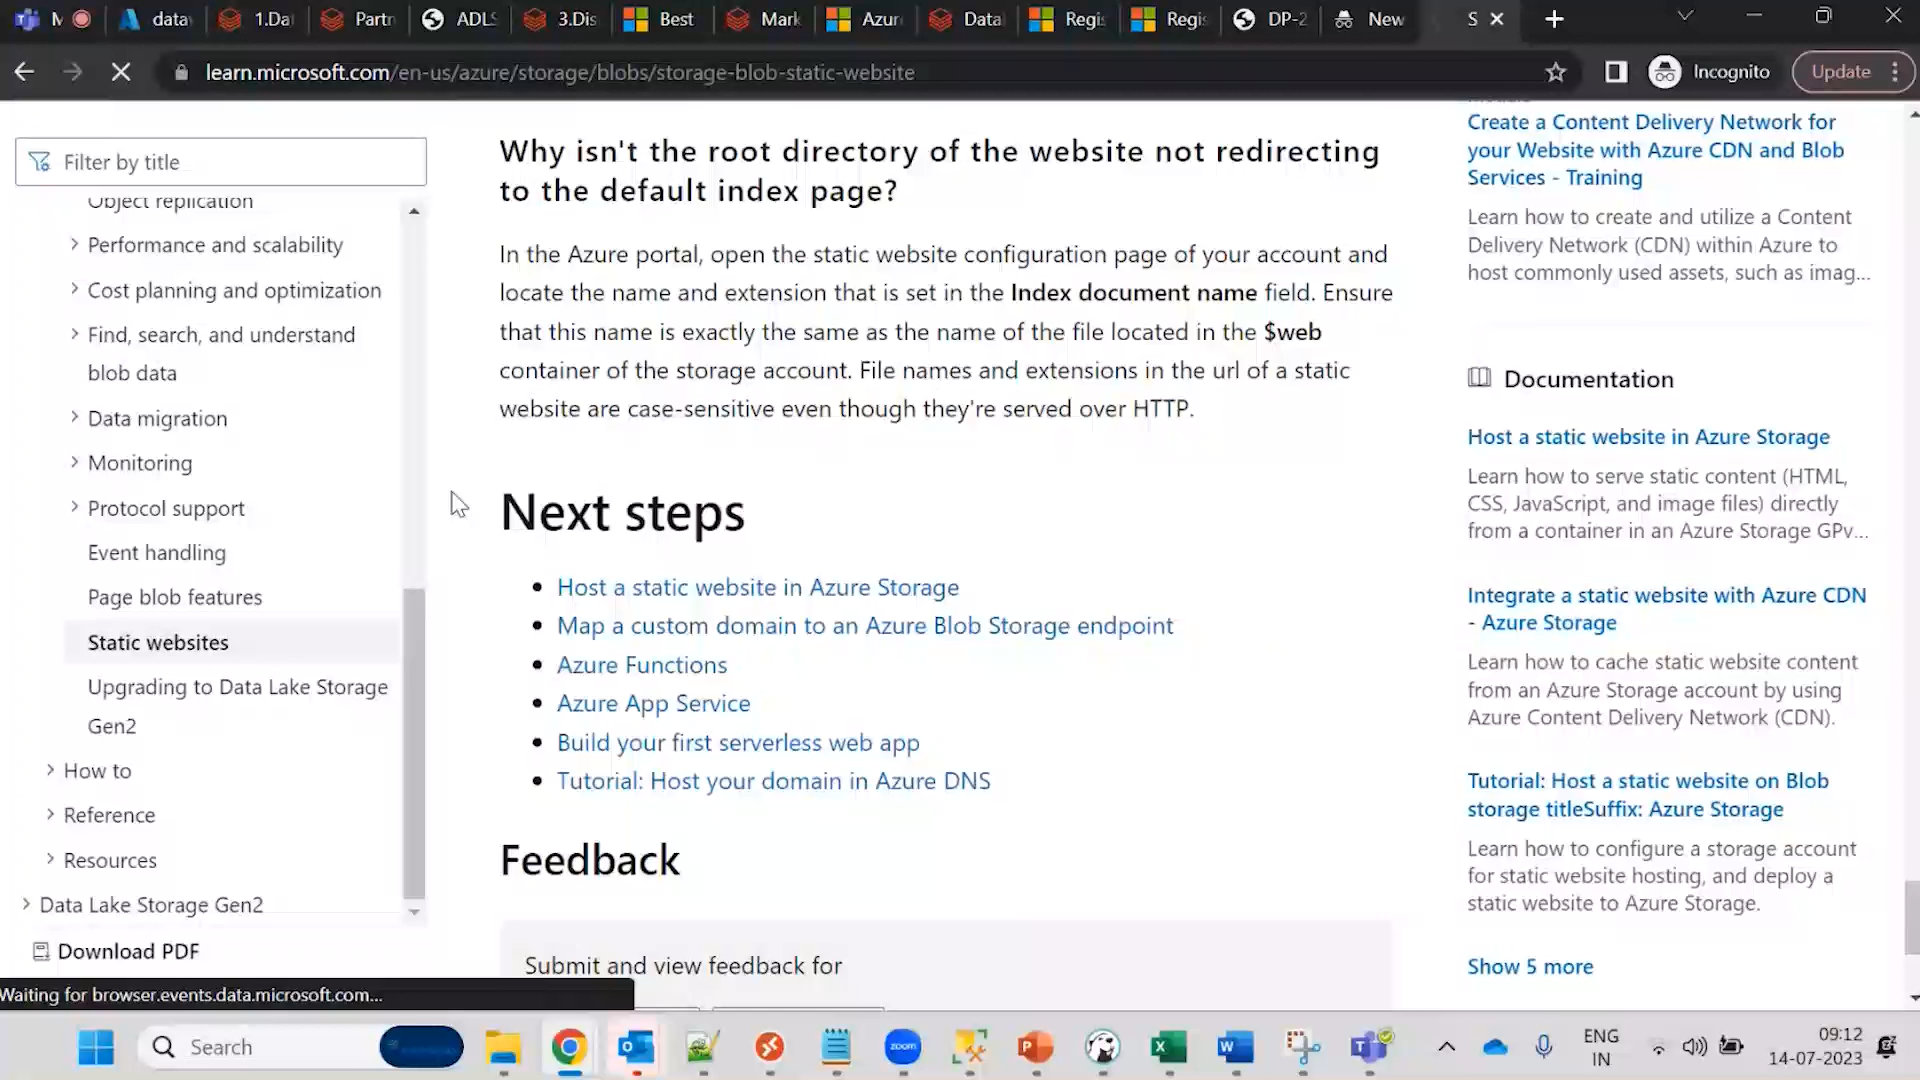 M
data
1.Da
Partn
ADLS
3.Dis
Best
Mark
Azur
Data
Regi
Regis
DP-2
New
S
learn.microsoft.com/en-us/azure/storage/blobs/storage-blob-static-website
Incognito
Update
Filter by title
Object replication
Performance and scalability
Cost planning and optimization
Find, search, and understand
blob data
Data migration
Monitoring
Protocol support
Event handling
Page blob features
Static websites
Upgrading to Data Lake Storage
Gen2
How to
Reference
Resources
Data Lake Storage Gen2
Download PDF
Waiting for browser.events.data.microsoft.com...
Why isn't the root directory of the website not redirecting
to the default index page?
In the Azure portal, open the static website configuration page of your account and
locate the name and extension that is set in the Index document name field. Ensure
that this name is exactly the same as the name of the file located in the $web
container of the storage account. File names and extensions in the url of a static
website are case-sensitive even though they're served over HTTP.
Next steps
Host a static website in Azure Storage
Map a custom domain to an Azure Blob Storage endpoint
Azure Functions
Azure App Service
Build your first serverless web app
Tutorial: Host your domain in Azure DNS
Feedback
Submit and view feedback for
Create a Content Delivery Network for
your Website with Azure CDN and Blob
Services - Training
Learn how to create and utilize a Content
Delivery Network (CDN) within Azure to
host commonly used assets, such as imag...
Documentation
Host a static website in Azure Storage
Learn how to serve static content (HTML,
CSS, JavaScript, and image files) directly
from a container in an Azure Storage GPv...
Integrate a static website with Azure CDN
- Azure Storage
Learn how to cache static website content
from an Azure Storage account by using
Azure Content Delivery Network (CDN).
Tutorial: Host a static website on Blob
storage titleSuffix: Azure Storage
Learn how to configure a storage account
for static website hosting, and deploy a
static website to Azure Storage.
Show 5 more
Search
zoom
ENG
IN
09:12
14-07-2023